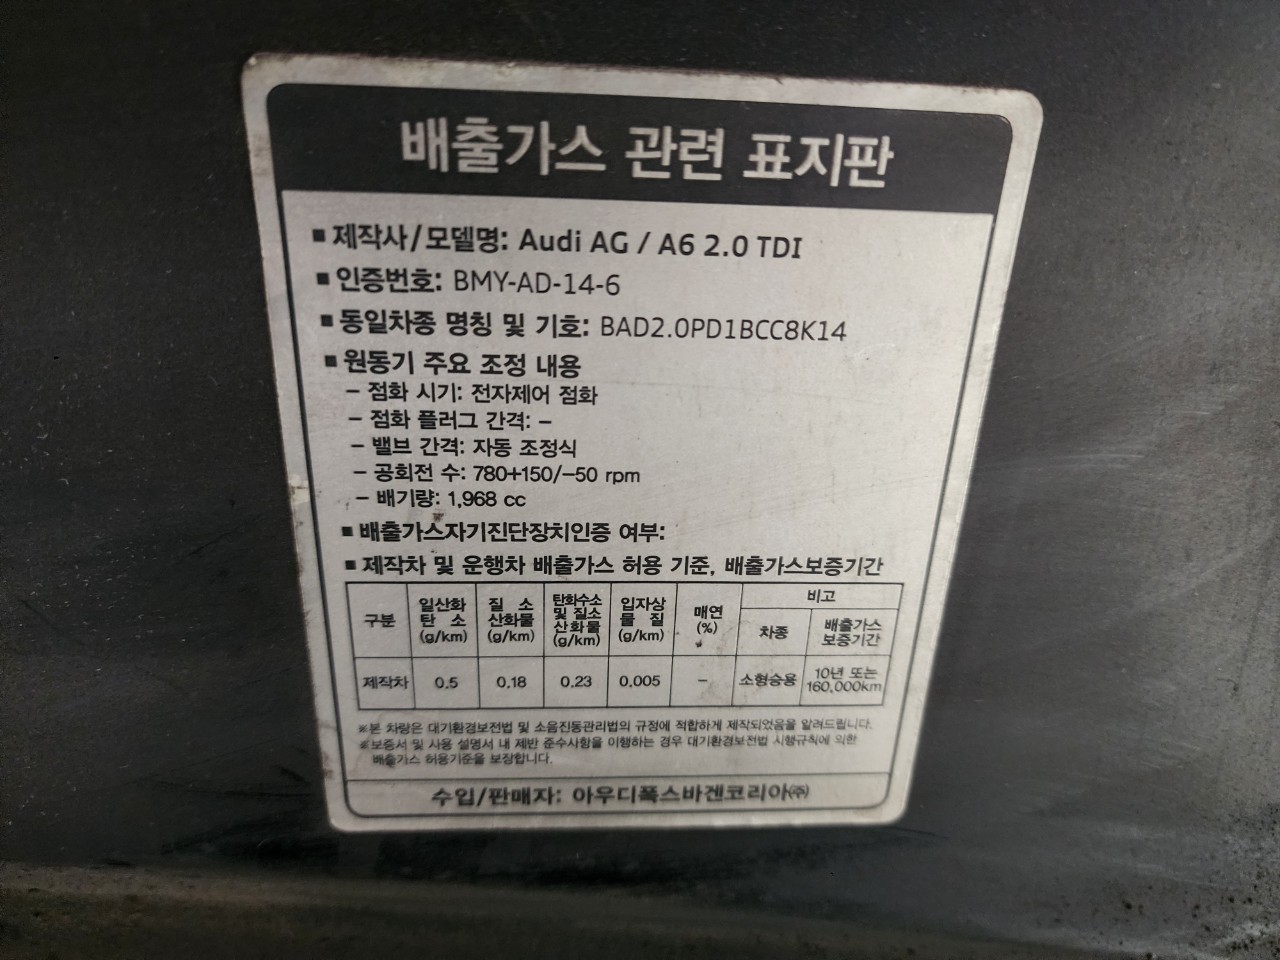 배출가스 관련 표지판
■ 제작사/모델명: Audi AG / A6 2.0 TDI
■ 인증번호: BMY-AD-14-6
■ 동일차종 명칭 및 기호: BAD2.0PD1BCC8K14
■ 원동기 주요 조정 내용
– 점화 시기: 전자제어 점화
– 점화 플러그 간격: –
– 밸브 간격: 자동 조정식
– 공회전 수: 780+150/–50 rpm
– 배기량: 1,968 cc
■ 배출가스자기진단장치인증 여부:
■ 제작차 및 운행차 배출가스 허용 기준, 배출가스보증기간
구분 일산화탄소 (g/km) 질소산화물 (g/km) 탄화수소 및 질소산화물 (g/km) 입자상물질 (g/km) 매연 (%) 비고
차종 배출가스 보증기간
제작차 0.5 0.18 0.23 0.005 – 소형승용 10년 또는 160,000km
※본 차량은 대기환경보전법 및 소음진동관리법의 규정에 적합하게 제작되었음을 알려드립니다.
※보증서 및 사용 설명서 내 제반 준수사항을 이행하는 경우 대기환경보전법 시행규칙에 의한
배출가스 허용기준을 보장합니다.
수입/판매자: 아우디폭스바겐코리아㈜